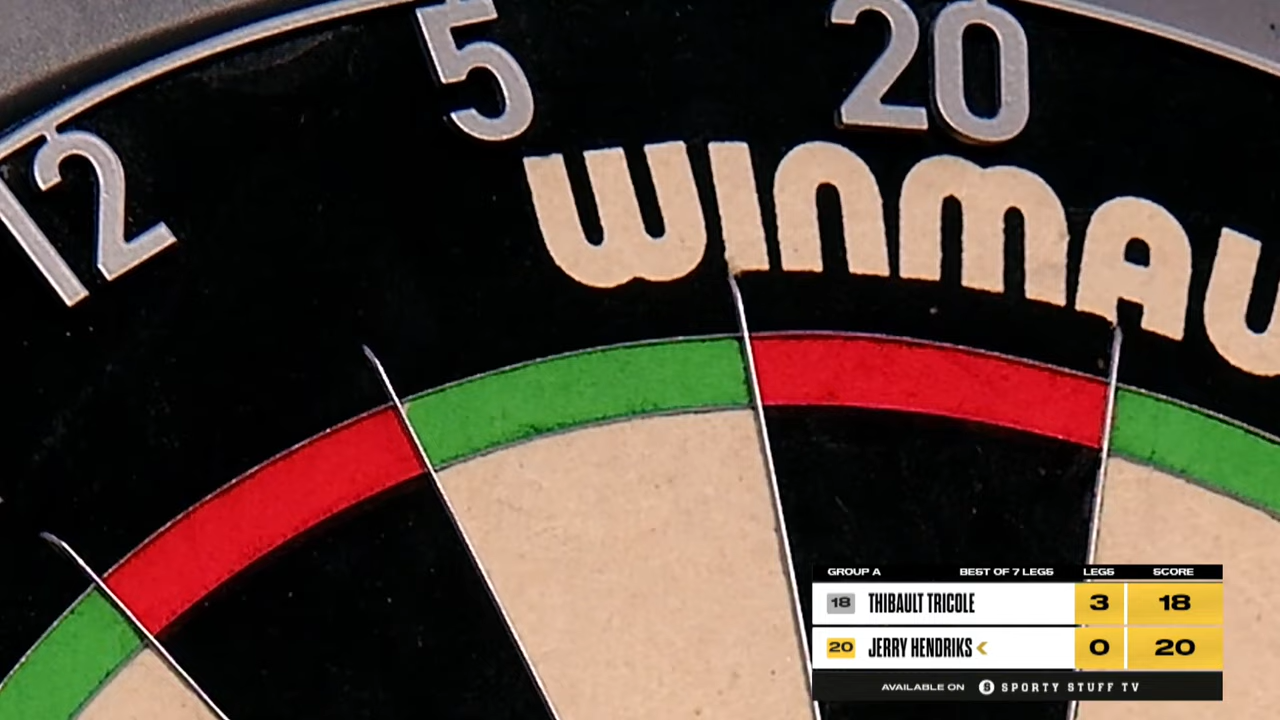 5 20
12
WINMAU
GROUP A BEST OF 7 LEGS LEGS SCORE
18 THIBAULT TRICOLE 3 18
20 JERRY HENDRIKS 0 20
AVAILABLE ON S SPORTY STUFF TV